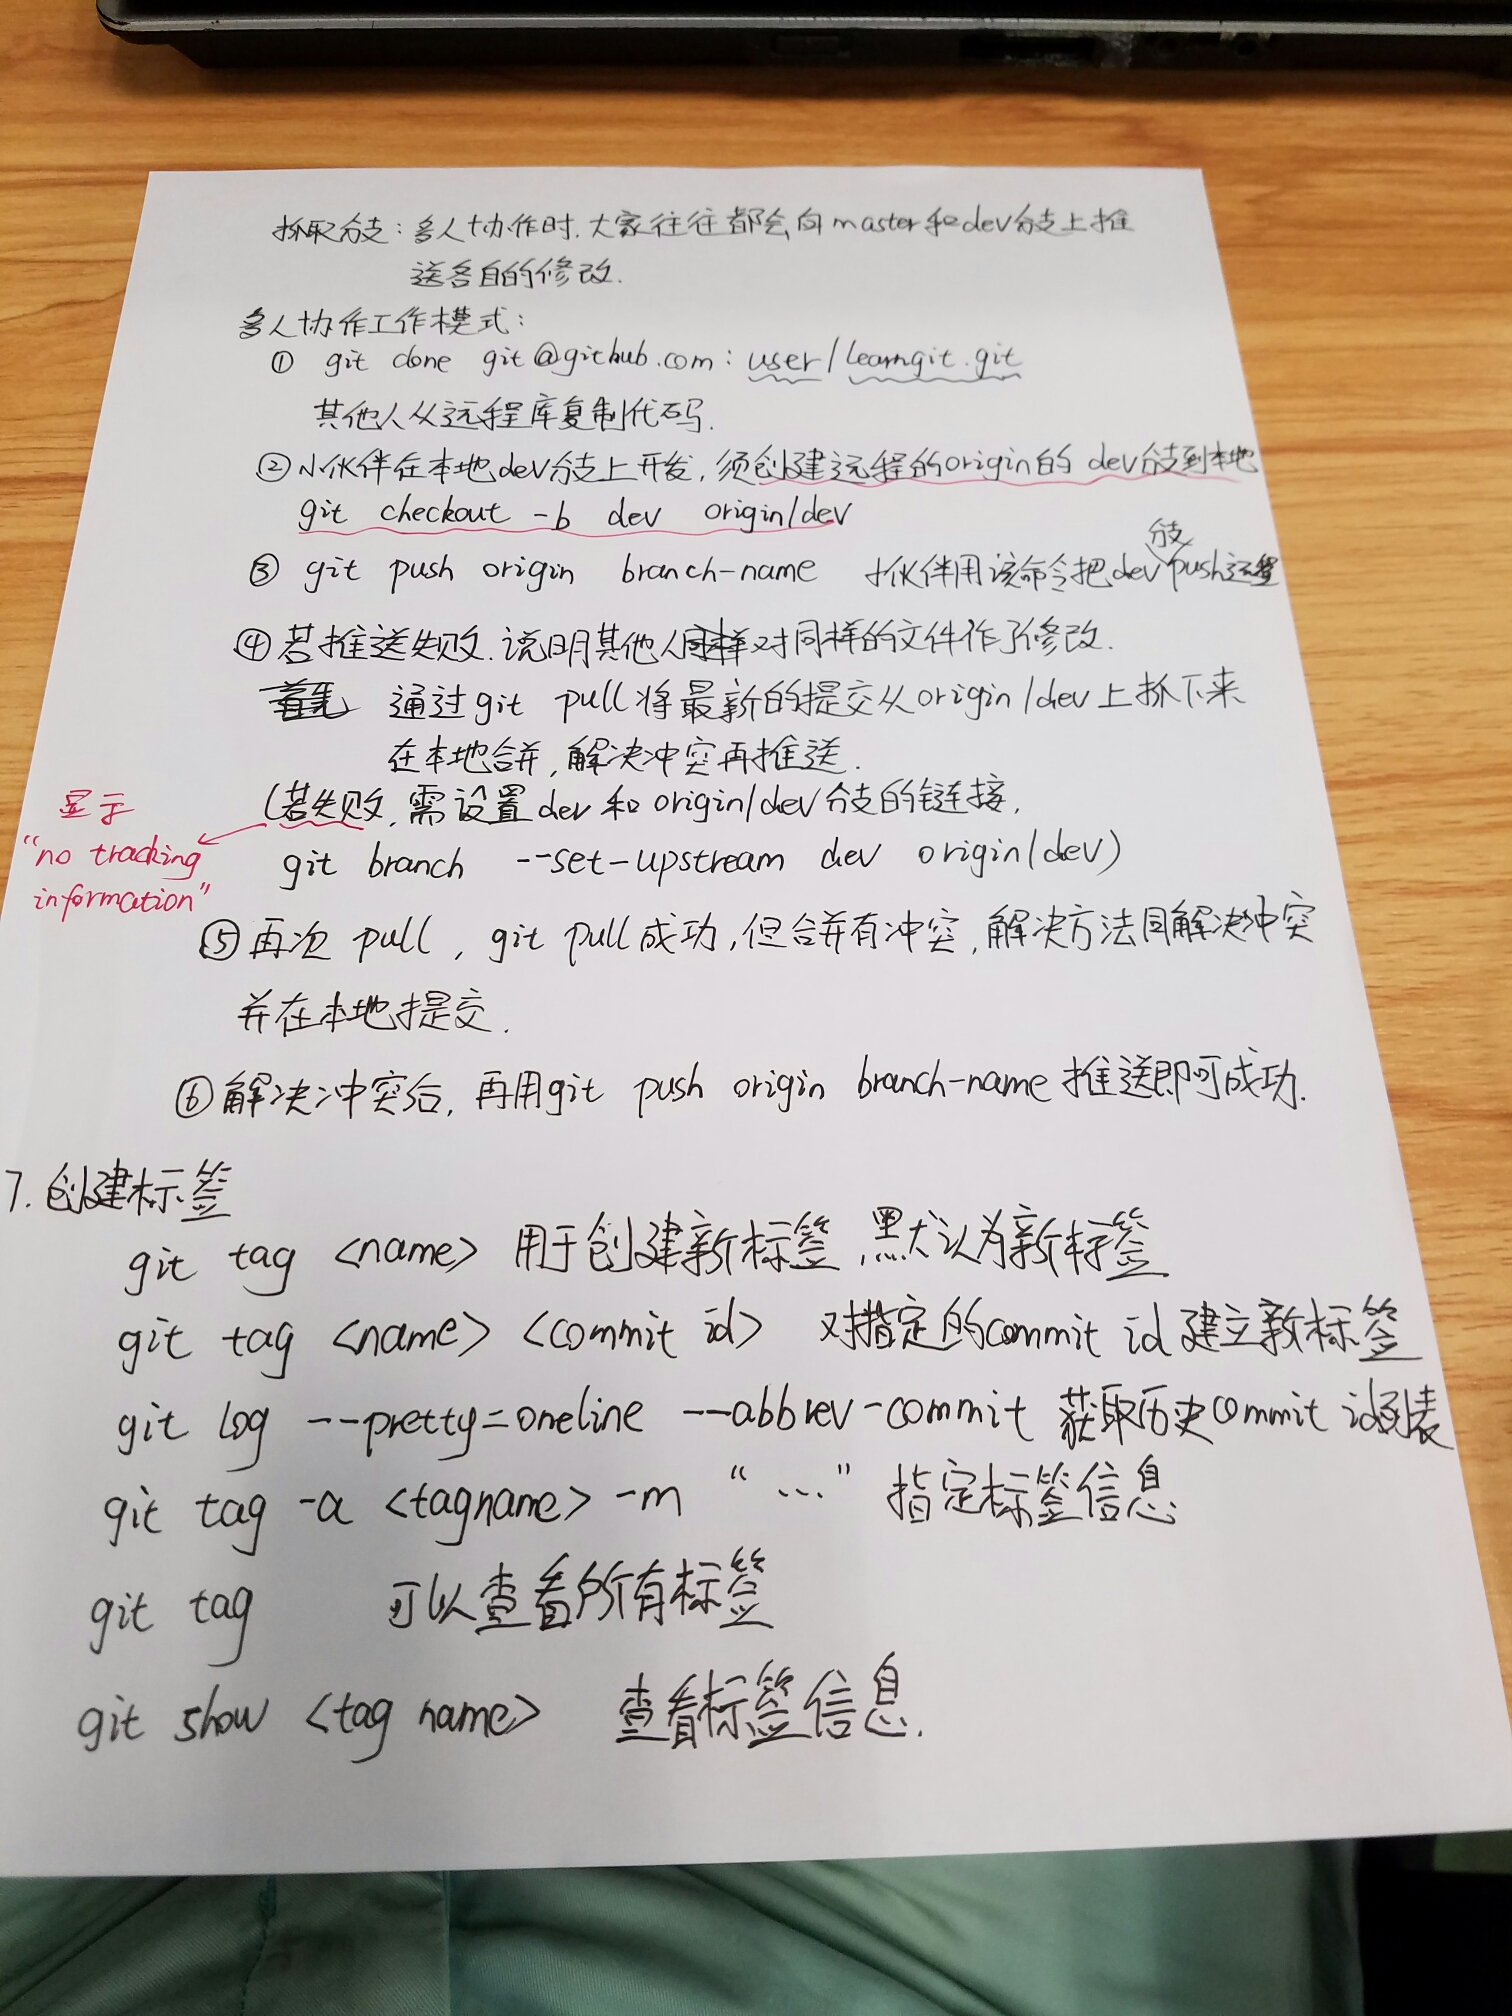 抓取分支：多人协作时，大家往往都会向master和dev分支上推
送各自的修改.
多人协作工作模式：
① git clone git@github.com：user/learngit.git
其他人从远程库复制代码.
②小伙伴在本地dev分支上开发，须创建远程的origin的 dev分支到本地
git checkout -b dev origin/dev
③ git push origin branch-name 小伙伴用该命令把dev分支push远程
④若推送失败.说明其他人同样对同样的文件作了修改.
首先 通过git pull将最新的提交从origin/dev上抓下来
在本地合并,解决冲突再推送.
(若失败,需设置dev和origin/dev分支的链接,
显示
"no tracking
information"
git branch --set-upstream dev origin/dev)
⑤再次 pull, git pull成功,但合并有冲突,解决方法同解决冲突
并在本地提交.
⑥解决冲突后,再用git push origin branch-name推送即可成功.
7. 创建标签
git tag <name> 用于创建新标签,默认为新标签
git tag <name> <commit id> 对指定的commit id 建立新标签
git log --pretty=oneline --abbrev-commit 获取历史commit id列表
git tag -a <tagname> -m "..." 指定标签信息
git tag 可以查看所有标签
git show <tag name> 查看标签信息.